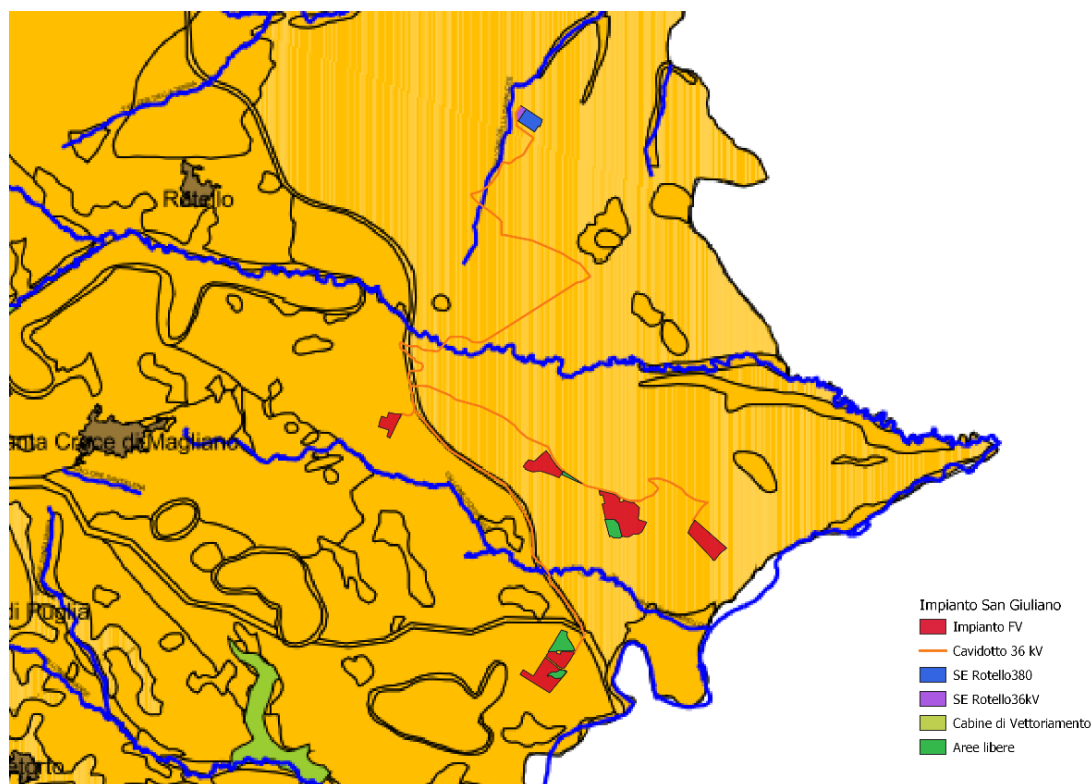 Rotello
anta Croce di Magliano
di Puglia
Impianto San Giuliano
Impianto FV
Cavidotto 36 kV
SE Rotello380
SE Rotello36kV
Cabine di Vettoriamento
Aree libere